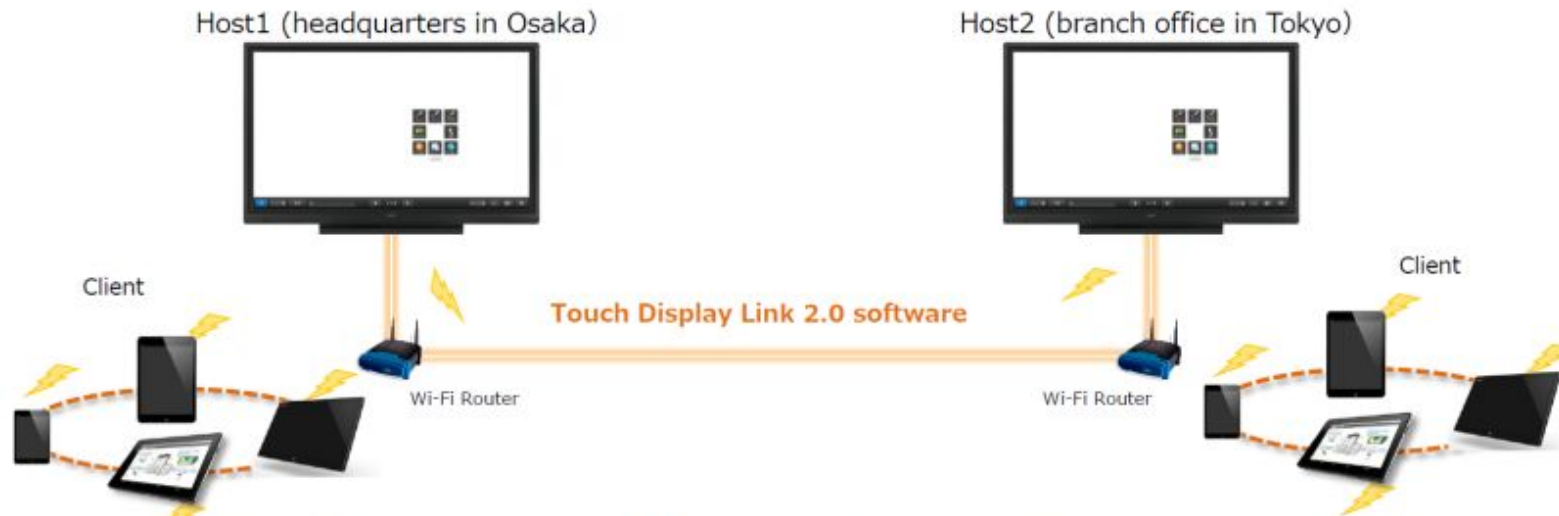 Host1 (headquarters in Osaka)
Host2 (branch office in Tokyo)
Client
Client
Touch Display Link 2.0 software
Wi-Fi Router
Wi-Fi Router